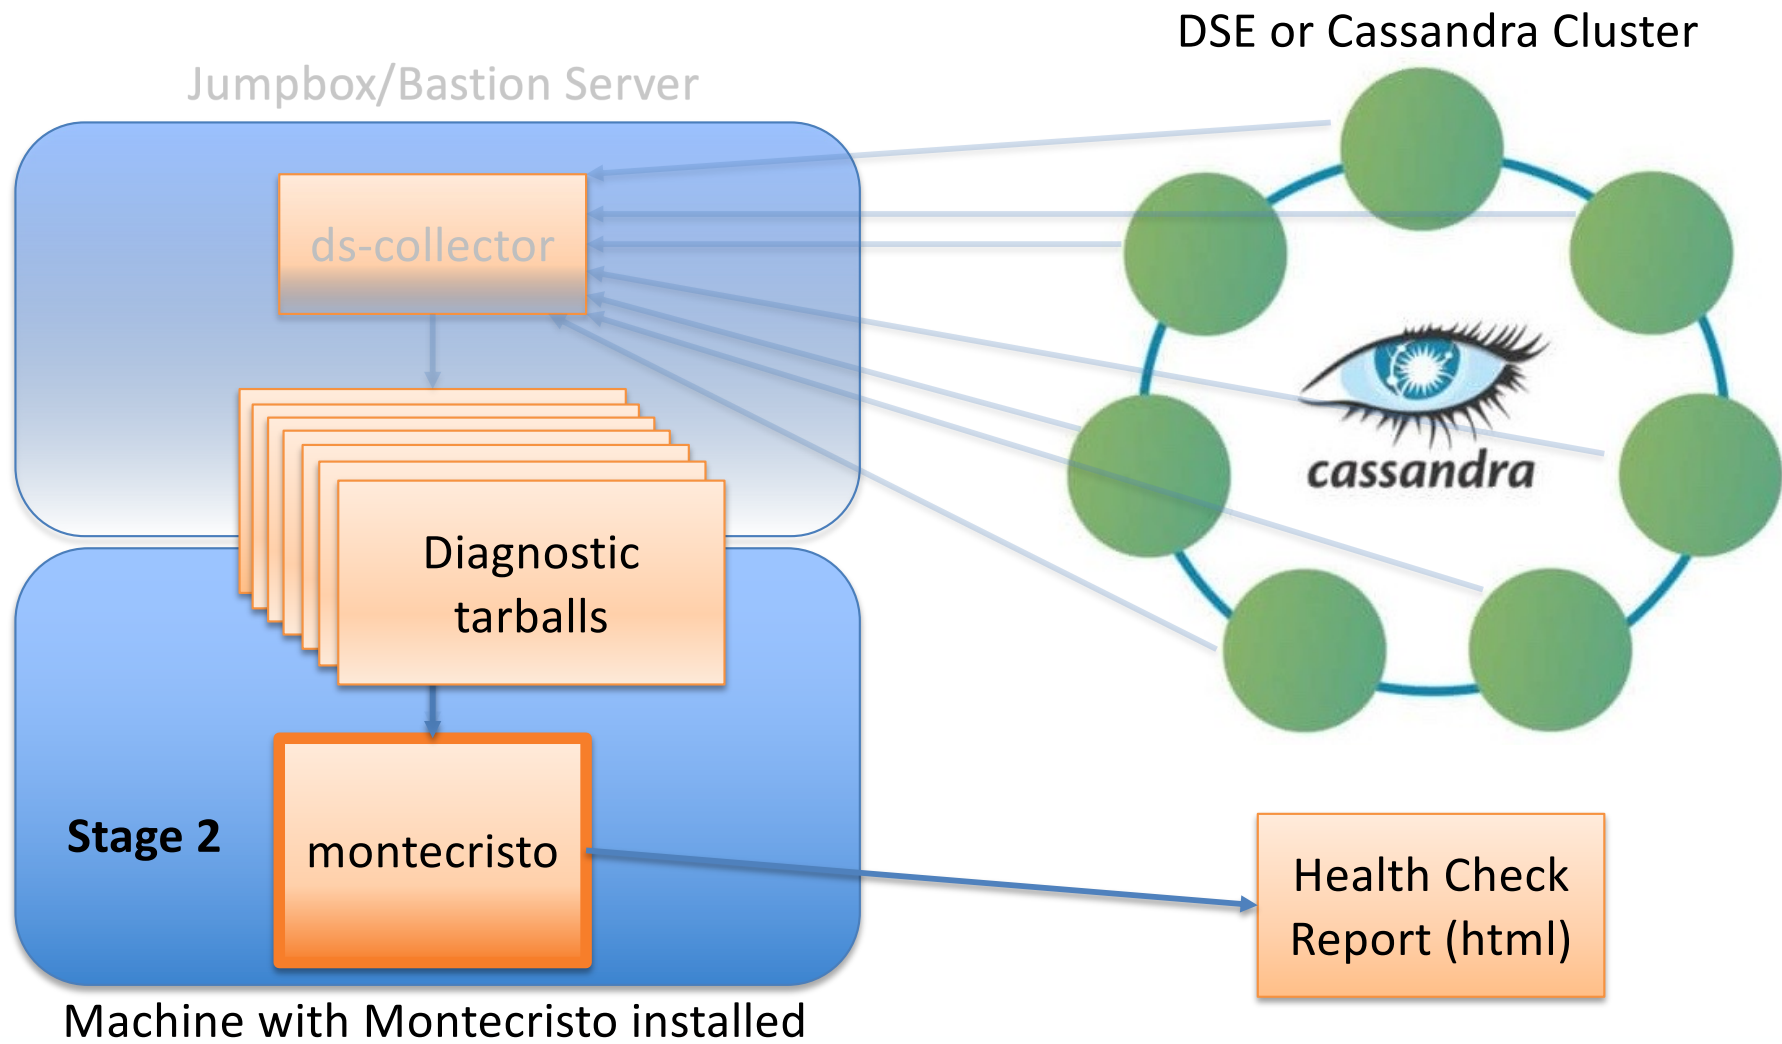 DSE or Cassandra Cluster
Jumpbox/Bastion Server
ds-collector
cassandra
Diagnostic
tarballs
Stage 2
montecristo
Health Check
Report (html)
Machine with Montecristo installed